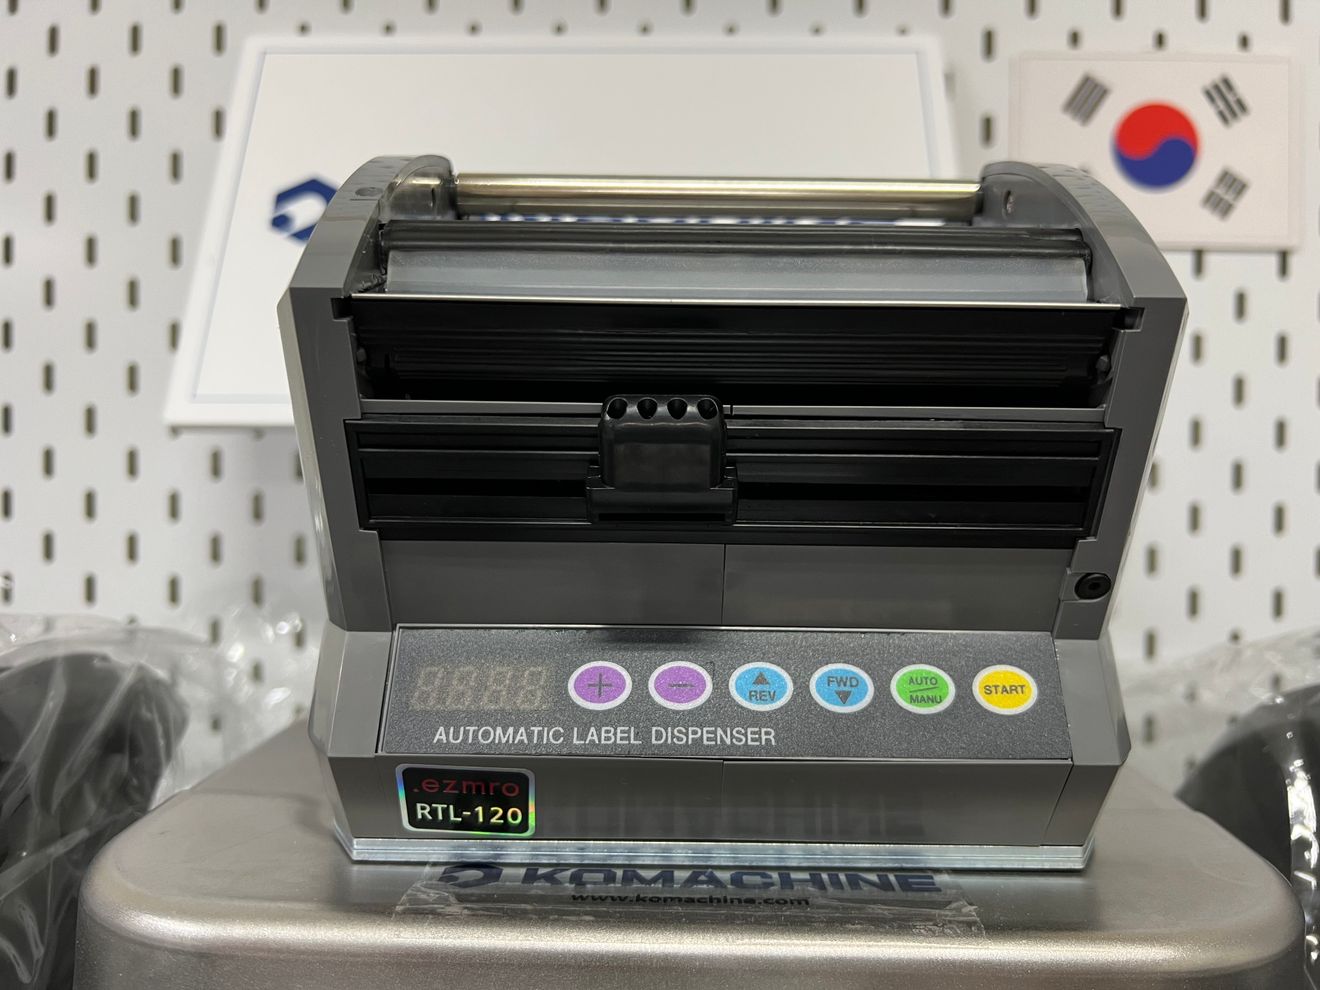 +
−
REV
FWD
AUTO
MANU
START
AUTOMATIC LABEL DISPENSER
.ezmro
RTL-120
KOMACHINE
www.komachine.com